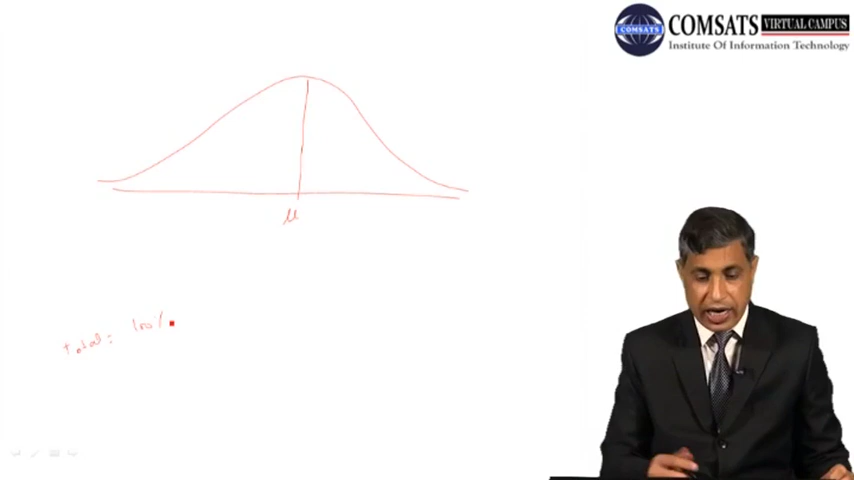 COMSATS VIRTUAL CAMPUS
Institute Of Information Technology
COMSATS
μ
total: 100%